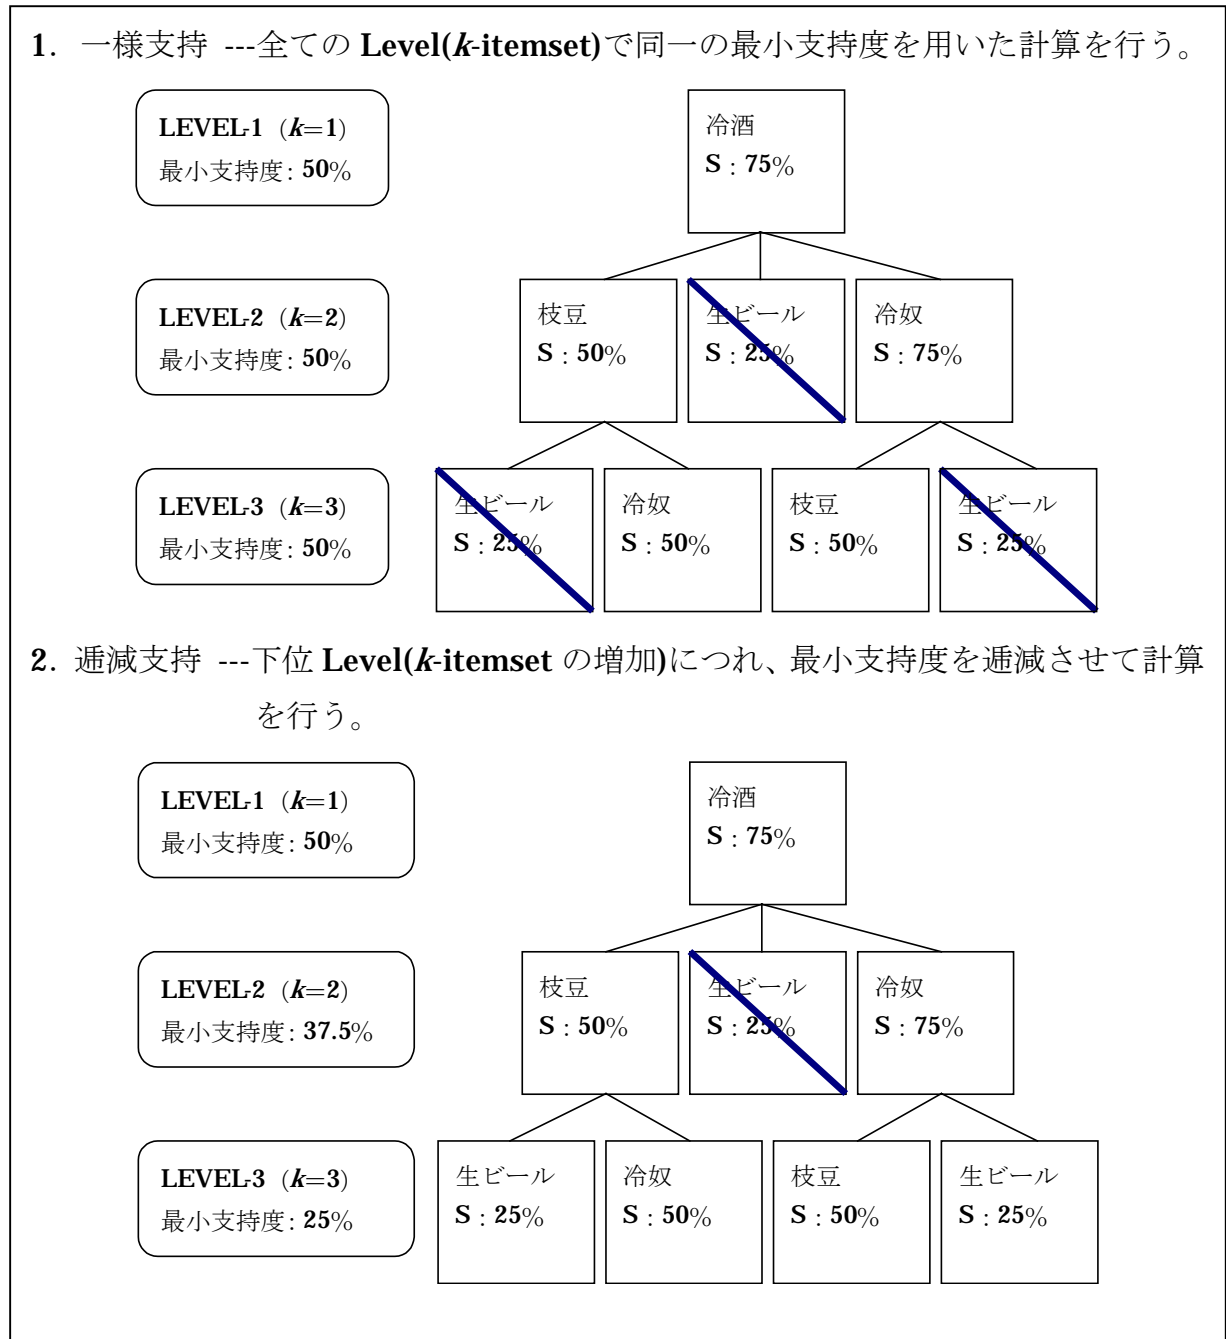 1. 一様支持 ---全ての Level(k-itemset)で同一の最小支持度を用いた計算を行う。
LEVEL-1 (k=1)
最小支持度: 50%
冷酒
S : 75%
LEVEL-2 (k=2)
最小支持度: 50%
枝豆
S : 50%
生ビール
S : 25%
冷奴
S : 75%
LEVEL-3 (k=3)
最小支持度: 50%
生ビール
S : 25%
冷奴
S : 50%
枝豆
S : 50%
生ビール
S : 25%
2. 逓減支持 ---下位 Level(k-itemset の増加)につれ、最小支持度を逓減させて計算
を行う。
LEVEL-1 (k=1)
最小支持度: 50%
冷酒
S : 75%
LEVEL-2 (k=2)
最小支持度: 37.5%
枝豆
S : 50%
生ビール
S : 25%
冷奴
S : 75%
LEVEL-3 (k=3)
最小支持度: 25%
生ビール
S : 25%
冷奴
S : 50%
枝豆
S : 50%
生ビール
S : 25%